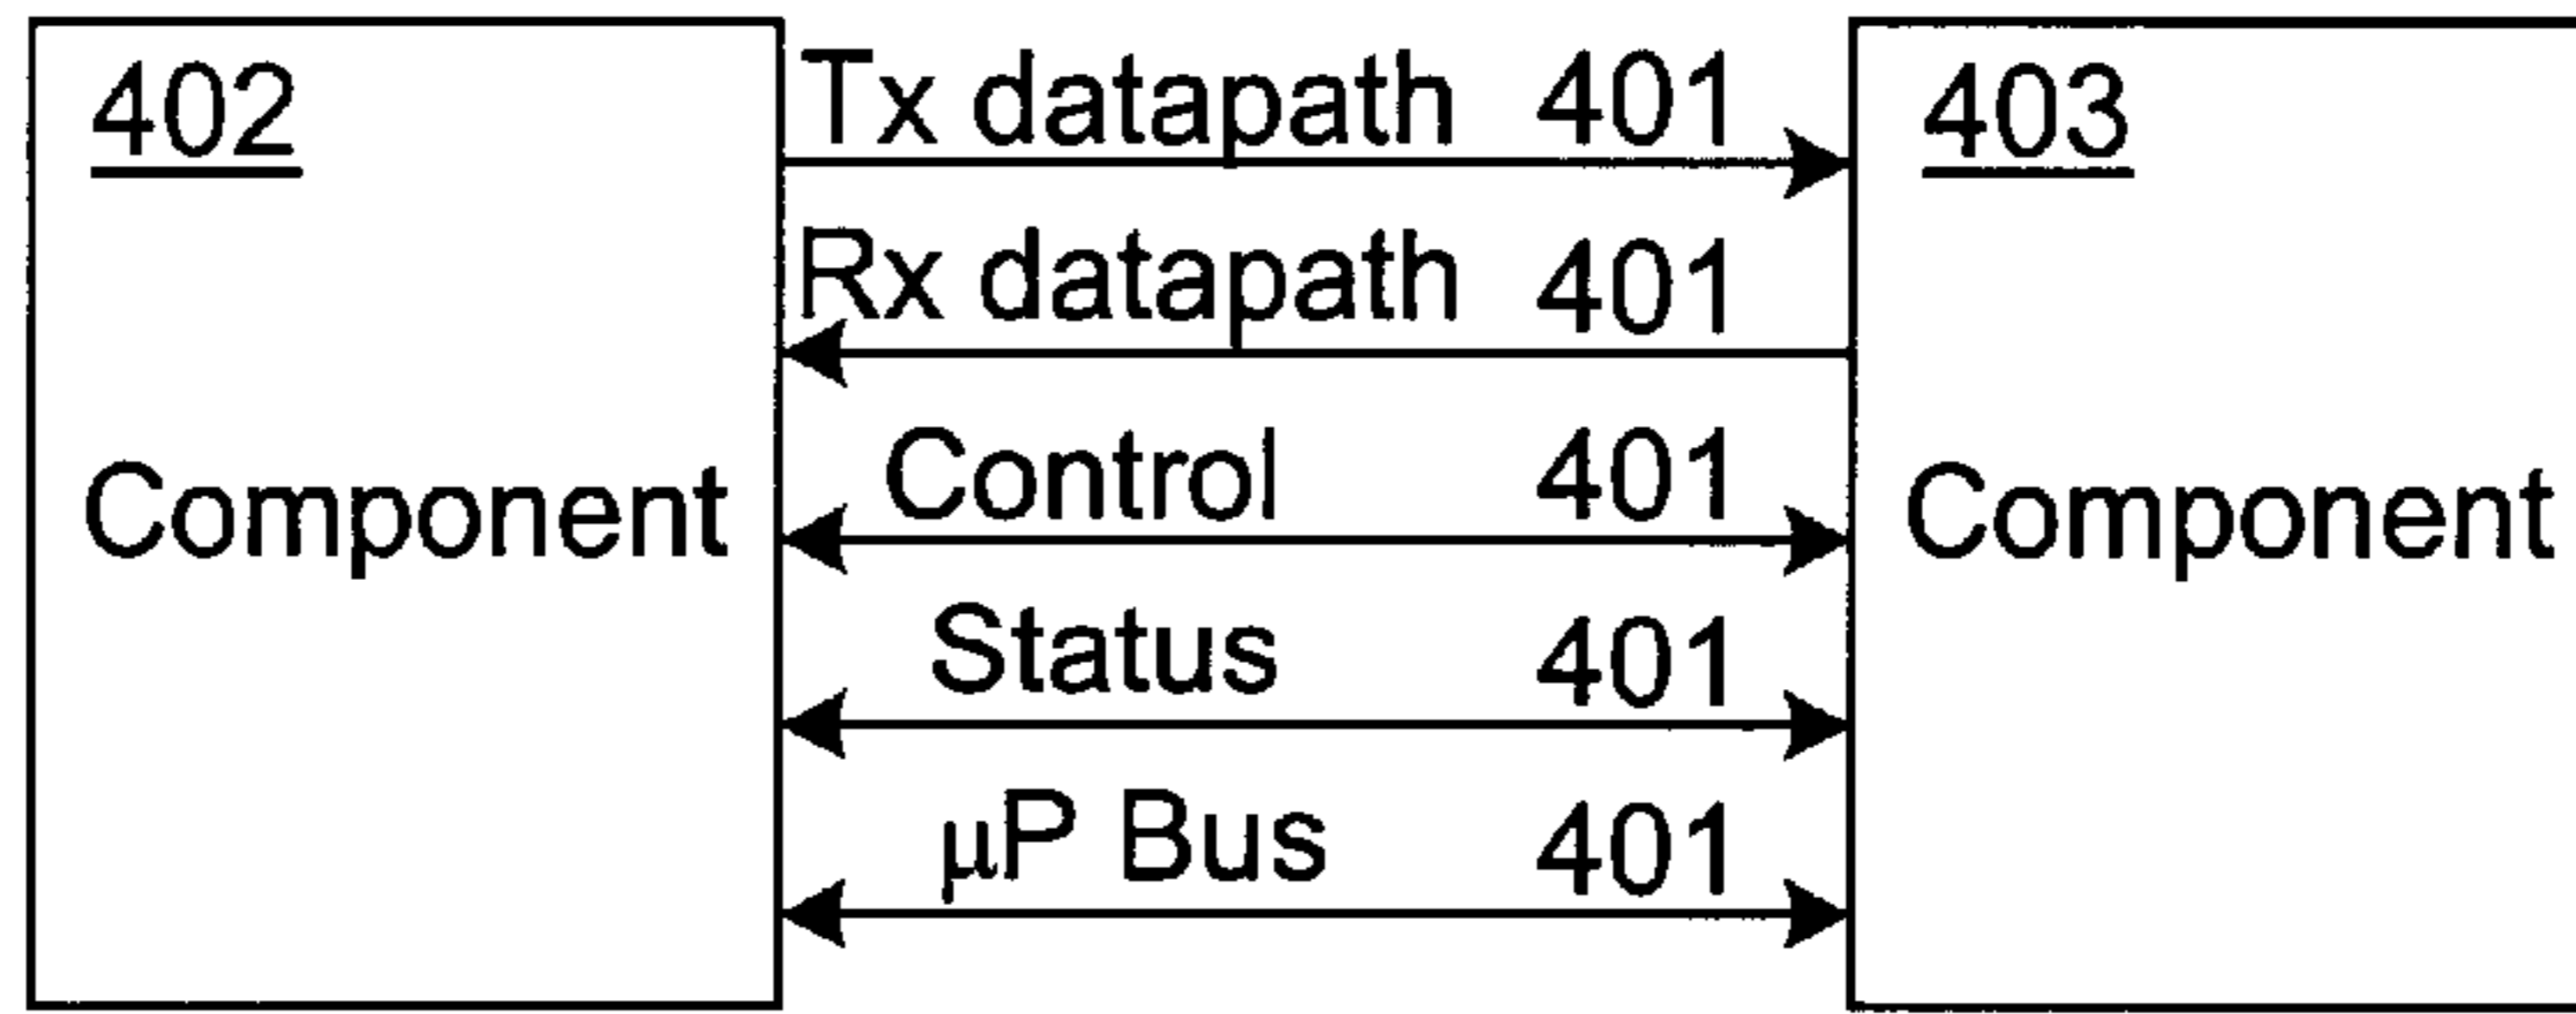 402
Tx datapath 401
403
Rx datapath 401
Control 401
Component
Component
Status 401
µP Bus 401